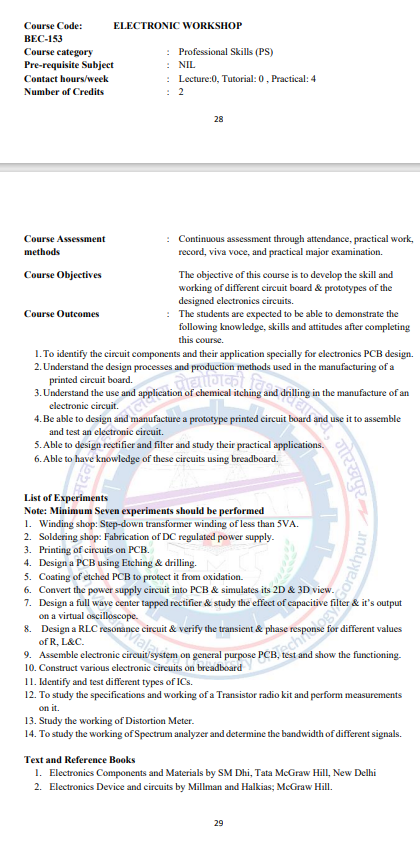 Course Code: ELECTRONIC WORKSHOP
BEC-153
Course category : Professional Skills (PS)
Pre-requisite Subject : NIL
Contact hours/week : Lecture:0, Tutorial: 0 , Practical: 4
Number of Credits : 2
28
Course Assessment : Continuous assessment through attendance, practical work,
methods record, viva voce, and practical major examination.
Course Objectives The objective of this course is to develop the skill and
working of different circuit board & prototypes of the
designed electronics circuits.
Course Outcomes : The students are expected to be able to demonstrate the
following knowledge, skills and attitudes after completing
this course.
1. To identify the circuit components and their application specially for electronics PCB design.
2. Understand the design processes and production methods used in the manufacturing of a
printed circuit board.
3. Understand the use and application of chemical itching and drilling in the manufacture of an
electronic circuit.
4. Be able to design and manufacture a prototype printed circuit board and use it to assemble
and test an electronic circuit.
5. Able to design rectifier and filter and study their practical applications.
6. Able to have knowledge of these circuits using breadboard.
List of Experiments
Note: Minimum Seven experiments should be performed
1. Winding shop: Step-down transformer winding of less than 5VA.
2. Soldering shop: Fabrication of DC regulated power supply.
3. Printing of circuits on PCB.
4. Design a PCB using Etching & drilling.
5. Coating of etched PCB to protect it from oxidation.
6. Convert the power supply circuit into PCB & simulates its 2D & 3D view.
7. Design a full wave center tapped rectifier & study the effect of capacitive filter & it's output
on a virtual oscilloscope.
8. Design a RLC resonance circuit & verify the transient & phase response for different values
of R, L&C.
9. Assemble electronic circuit/system on general purpose PCB, test and show the functioning.
10. Construct various electronic circuits on breadboard
11. Identify and test different types of ICs.
12. To study the specifications and working of a Transistor radio kit and perform measurements
on it.
13. Study the working of Distortion Meter.
14. To study the working of Spectrum analyzer and determine the bandwidth of different signals.
Text and Reference Books
1. Electronics Components and Materials by SM Dhi, Tata McGraw Hill, New Delhi
2. Electronics Device and circuits by Millman and Halkias; McGraw Hill.
29